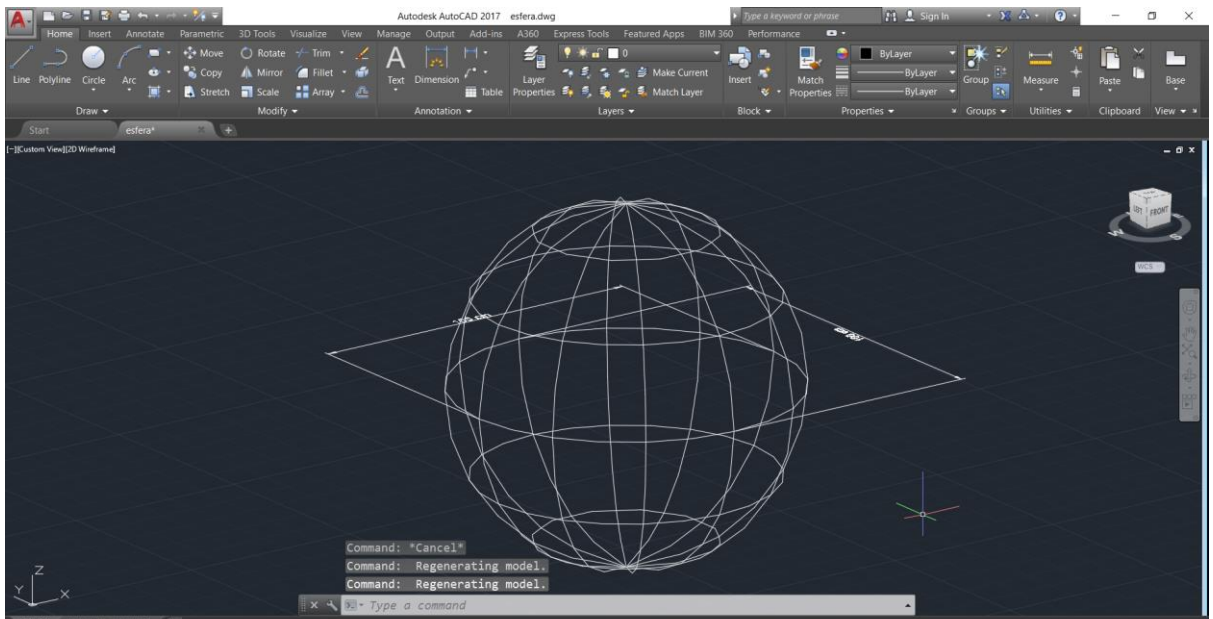 A Autodesk AutoCAD 2017 esfera.dwg Type a keyword or phrase Sign In
Home Insert Annotate Parametric 3D Tools Visualize View Manage Output Add-ins A360 Express Tools Featured Apps BIM 360 Performance
Move Rotate Trim 0 ByLayer
Line Polyline Circle Arc Copy Mirror Fillet Text Dimension Layer Properties Make Current Insert Match Properties ByLayer Group Measure Paste Base
Stretch Scale Array Table Match Layer ByLayer
Draw Modify Annotation Layers Block Properties Groups Utilities Clipboard View
Start esfera* +
[-][Custom View][2D Wireframe]
LEFT FRONT
W S
WCS
Command: *Cancel*
Command: Regenerating model.
Command: Regenerating model.
Type a command
Z
Y X